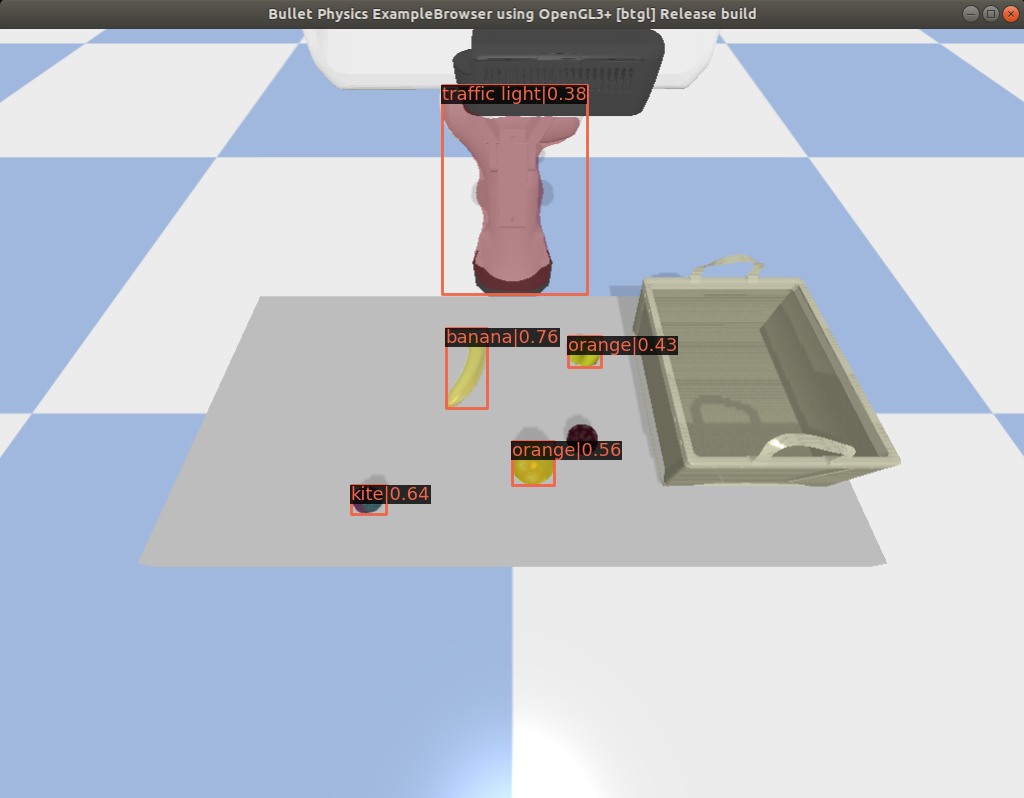 Bullet Physics ExampleBrowser using OpenGL3+ [btgl] Release build
traffic light|0.38
banana|0.76
orange|0.43
orange|0.56
kite|0.64